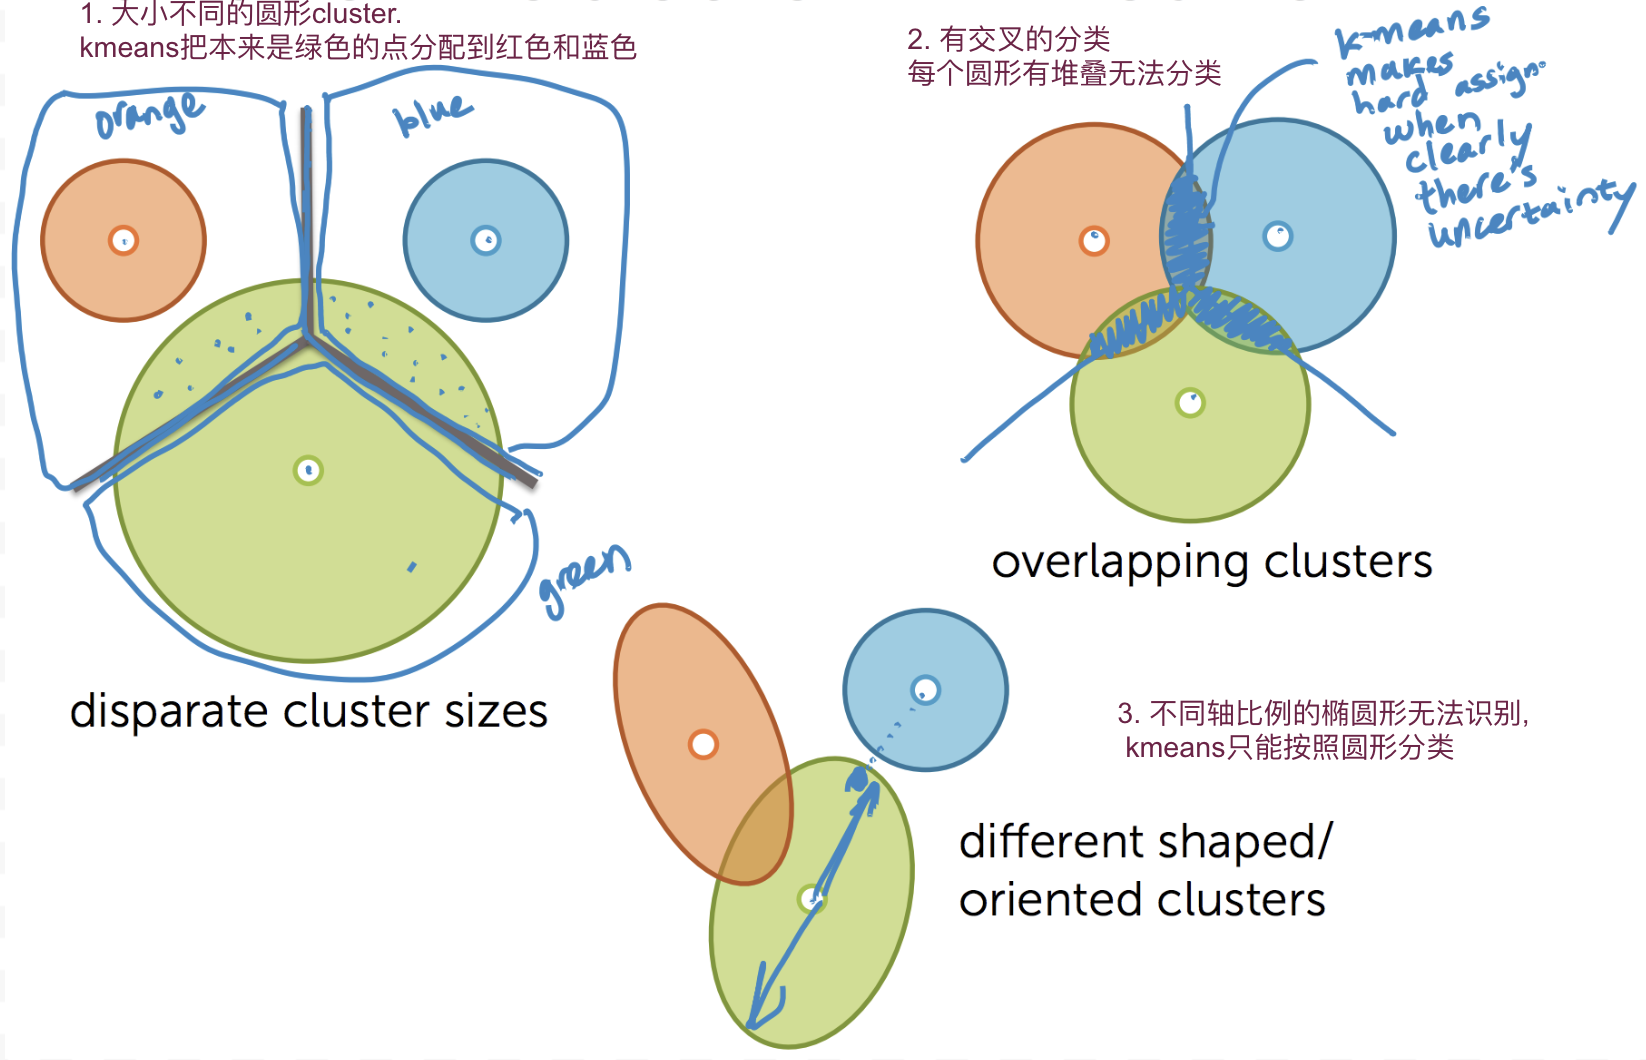 1. 大小不同的圆形cluster.
kmeans把本来是绿色的点分配到红色和蓝色
orange
blue
green
disparate cluster sizes
2. 有交叉的分类
每个圆形有堆叠无法分类
k-means
makes
hard assign.
when
clearly
there's
uncertainty
overlapping clusters
3. 不同轴比例的椭圆形无法识别,
kmeans只能按照圆形分类
different shaped/
oriented clusters